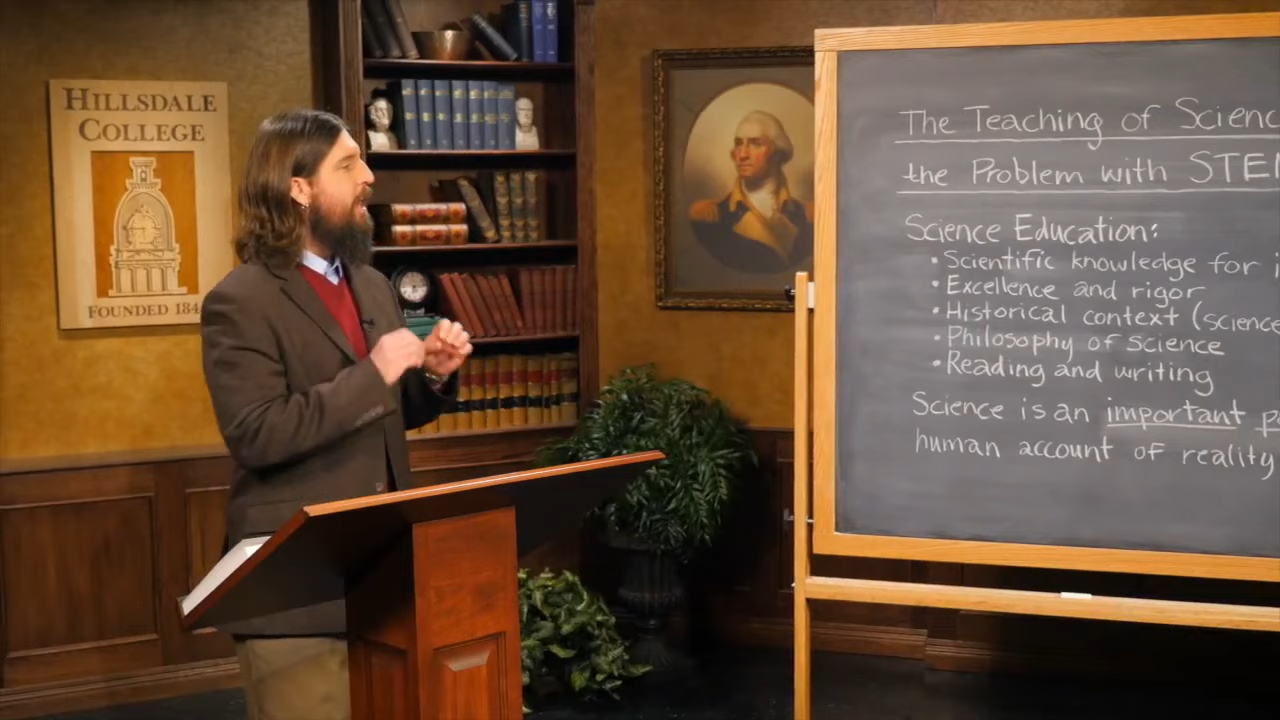 HILLSDALE
COLLEGE
FOUNDED 184
The Teaching of Scienc
the Problem with STE
Science Education:
• Scientific knowledge for
• Excellence and rigor
• Historical context (science
• Philosophy of science
• Reading and writing
Science is an important p
human account of reality